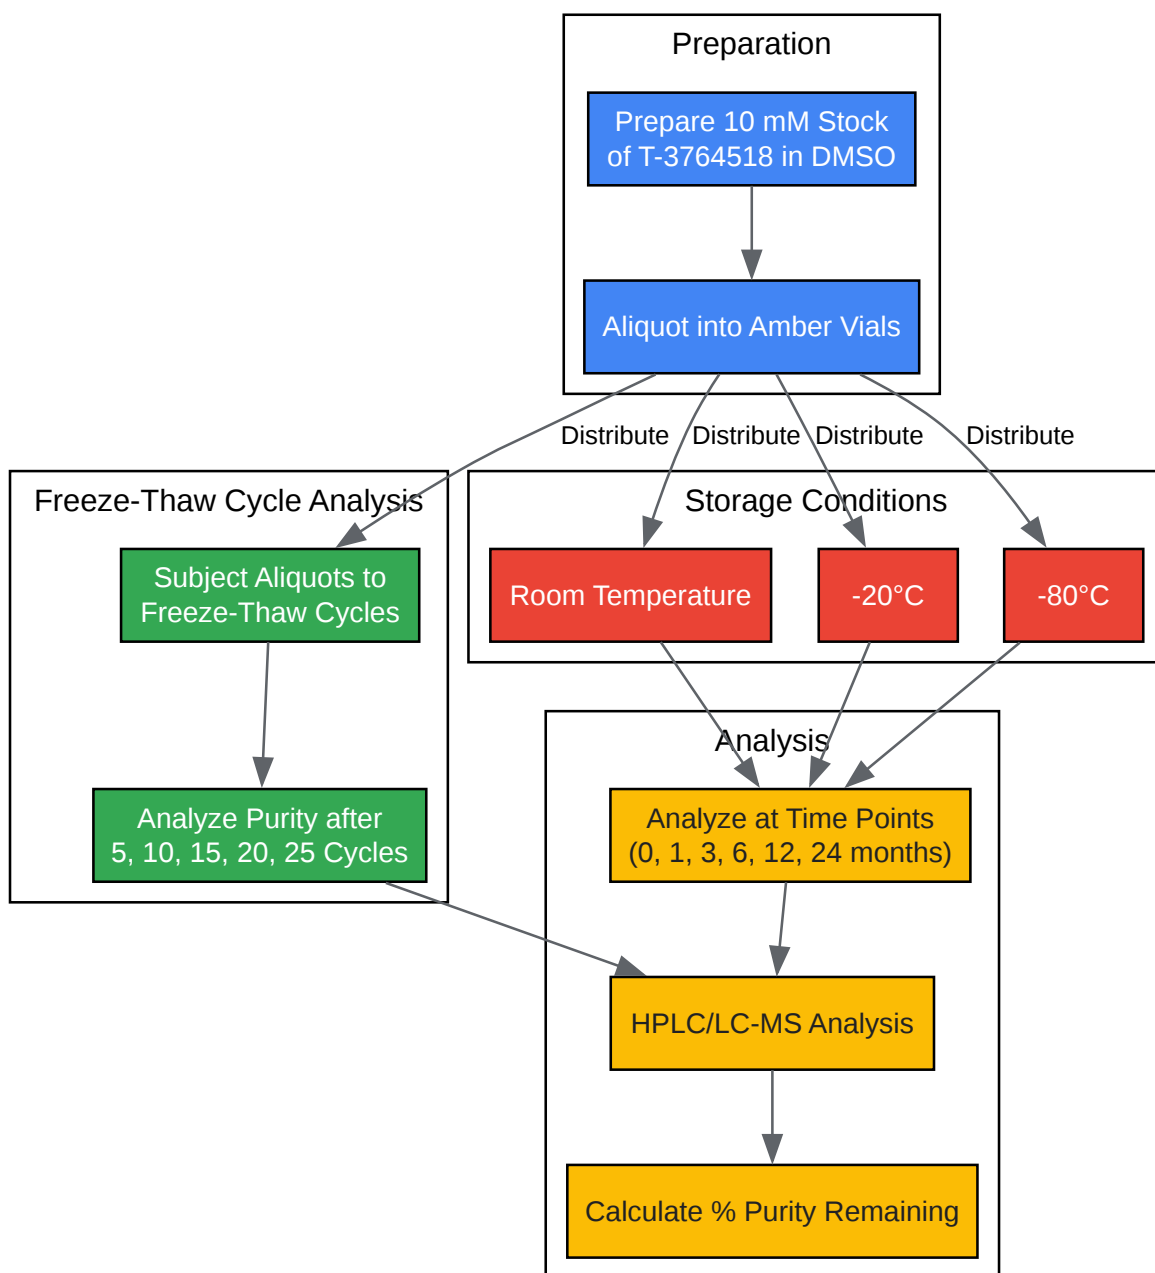 Preparation
Prepare 10 mM Stock
of T-3764518 in DMSO
Aliquot into Amber Vials
Distribute
Distribute
Distribute
Distribute
Freeze-Thaw Cycle Analysis
Subject Aliquots to
Freeze-Thaw Cycles
Analyze Purity after
5, 10, 15, 20, 25 Cycles
Storage Conditions
Room Temperature
-20°C
-80°C
Analysis
Analyze at Time Points
(0, 1, 3, 6, 12, 24 months)
HPLC/LC-MS Analysis
Calculate % Purity Remaining